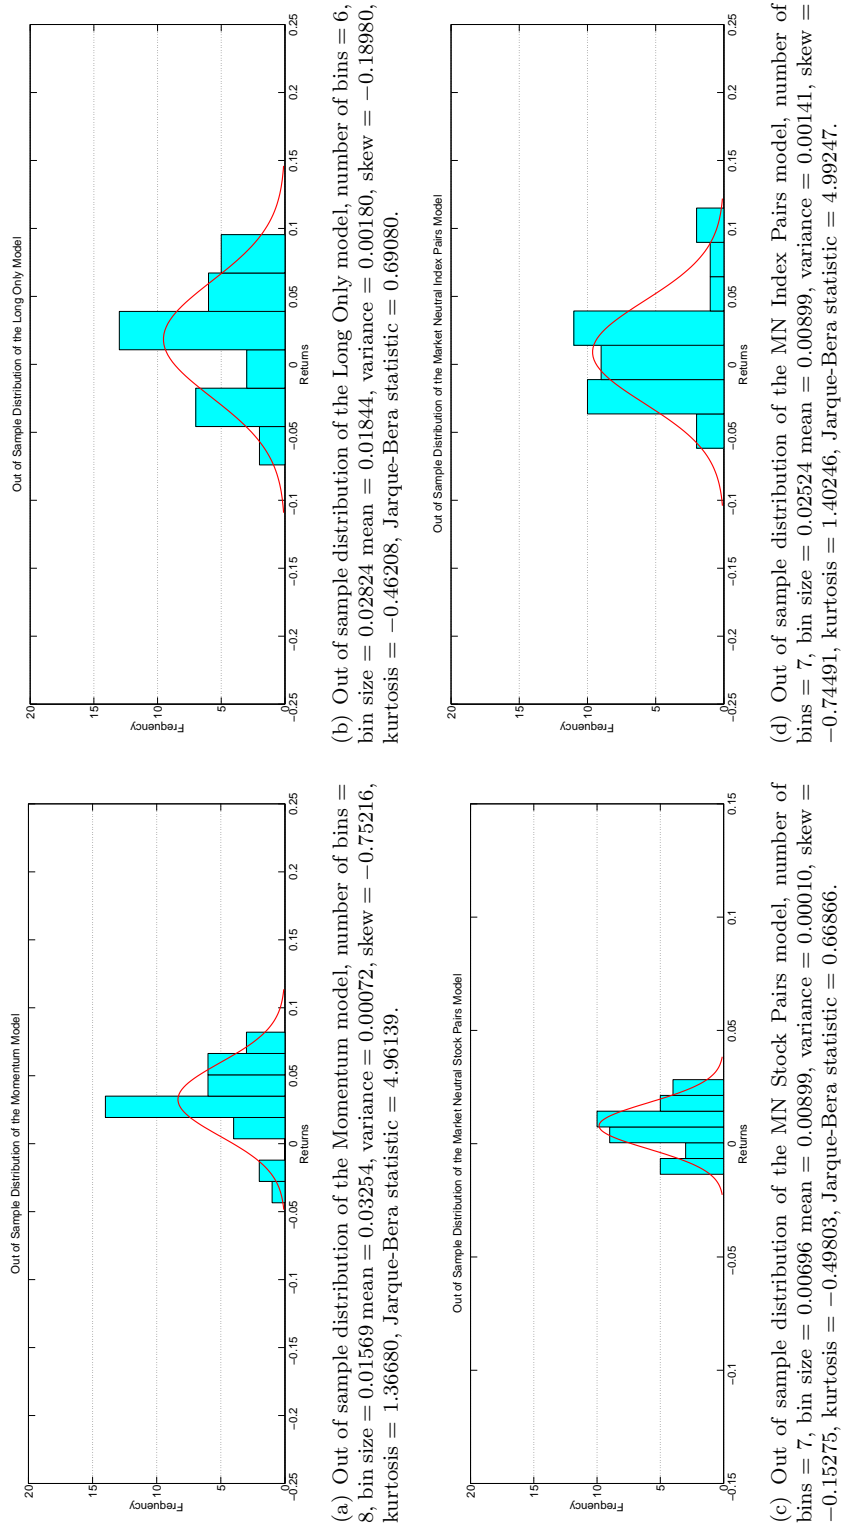 Out of Sample Distribution of the Momentum Model
20
15
10
5
0
Frequency
−0.25
−0.2
−0.15
−0.1
−0.05
0
0.05
0.1
0.15
0.2
0.25
Returns
(a) Out of sample distribution of the Momentum model, number of bins =
8, bin size = 0.01569 mean = 0.03254, variance = 0.00072, skew = −0.75216,
kurtosis = 1.36680, Jarque-Bera statistic = 4.96139.
Out of Sample Distribution of the Long Only Model
20
15
10
5
0
Frequency
−0.25
−0.2
−0.15
−0.1
−0.05
0
0.05
0.1
0.15
0.2
0.25
Returns
(b) Out of sample distribution of the Long Only model, number of bins = 6,
bin size = 0.02824 mean = 0.01844, variance = 0.00180, skew = −0.18980,
kurtosis = −0.46208, Jarque-Bera statistic = 0.69080.
Out of Sample Distribution of the Market Neutral Stock Pairs Model
20
15
10
5
0
Frequency
−0.15
−0.1
−0.05
0
0.05
0.1
0.15
Returns
(c) Out of sample distribution of the MN Stock Pairs model, number of
bins = 7, bin size = 0.00696 mean = 0.00899, variance = 0.00010, skew =
−0.15275, kurtosis = −0.49803, Jarque-Bera statistic = 0.66866.
Out of Sample Distribution of the Market Neutral Index Pairs Model
20
15
10
5
0
Frequency
−0.25
−0.2
−0.15
−0.1
−0.05
0
0.05
0.1
0.15
0.2
0.25
Returns
(d) Out of sample distribution of the MN Index Pairs model, number of
bins = 7, bin size = 0.02524 mean = 0.00899, variance = 0.00141, skew =
−0.74491, kurtosis = 1.40246, Jarque-Bera statistic = 4.99247.